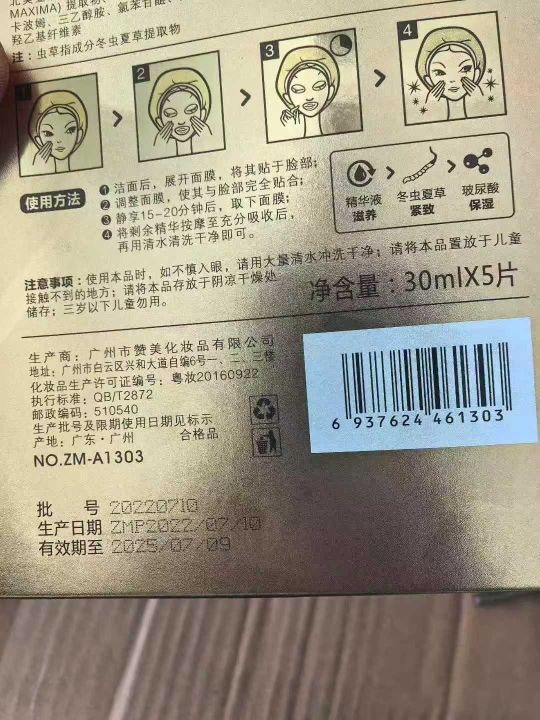 MAXIMA) 提取物、
卡波姆、三乙醇胺、氯苯甘醚、
羟乙基纤维素
注：虫草指成分冬虫夏草提取物
1
2
3
4
使用方法
❶ 洁面后，展开面膜，将其贴于脸部；
❷ 调整面膜，使其与脸部完全贴合；
❸ 静享15-20分钟后，取下面膜；
❹ 将剩余精华按摩至充分吸收后，
再用清水清洗干净即可。
精华液
滋养
冬虫夏草
紧致
玻尿酸
保湿
注意事项：使用本品时，如不慎入眼，请用大量清水冲洗干净；请将本品置放于儿童
接触不到的地方；请将本品存放于阴凉干燥处
储存；三岁以下儿童勿用。
净含量：30mlX5片
生产商：广州市赞美化妆品有限公司
地址：广州市白云区兴和大道自编6号一、二、三楼
化妆品生产许可证编号：粤妆20160922
执行标准：QB/T2872
邮政编码：510540
生产批号及限期使用日期见标示
产地：广东·广州 合格品
NO.ZM-A1303
6 937624 461303
批 号 20220710
生产日期 ZMP2022/07/10
有效期至 2025/07/09